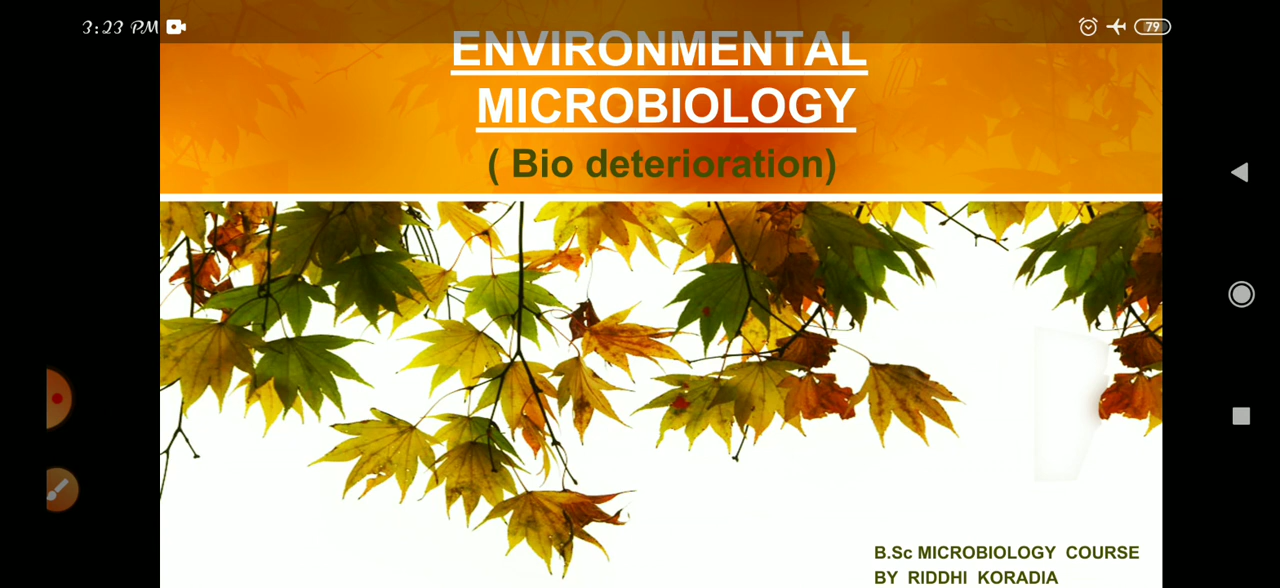 3:23 PM
79
ENVIRONMENTAL
MICROBIOLOGY
( Bio deterioration)
B.Sc MICROBIOLOGY COURSE
BY RIDDHI KORADIA